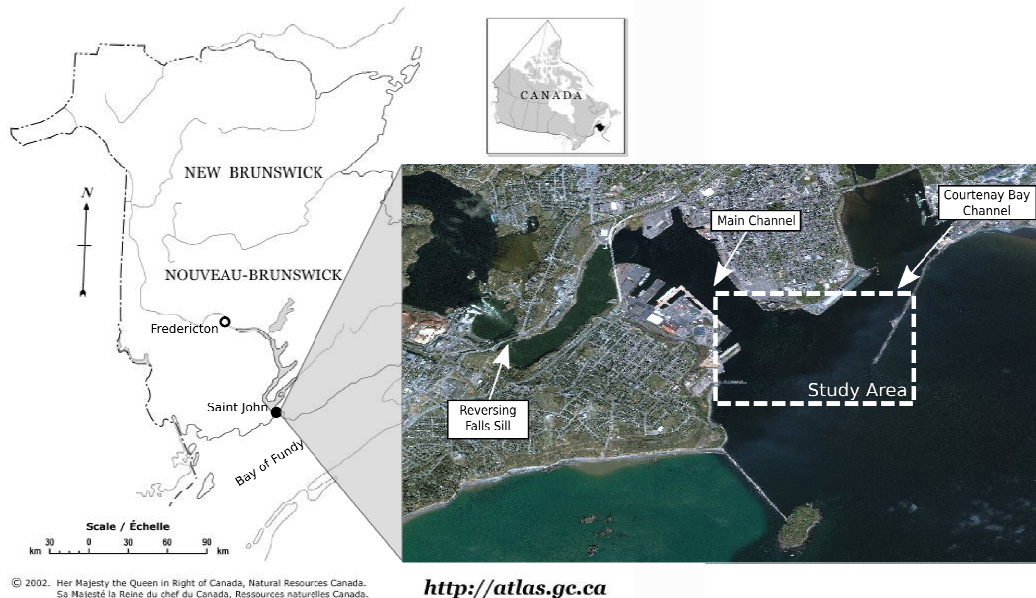 CANADA
NEW BRUNSWICK
N
Main Channel
Courtenay Bay
Channel
NOUVEAU-BRUNSWICK
Fredericton
Study Area
Saint John
Reversing
Falls Sill
Bay of Fundy
Scale / Échelle
30 0 30 60 90
km km
© 2002. Her Majesty the Queen in Right of Canada, Natural Resources Canada.
Sa Majesté la Reine du chef du Canada, Ressources naturelles Canada.
http://atlas.gc.ca